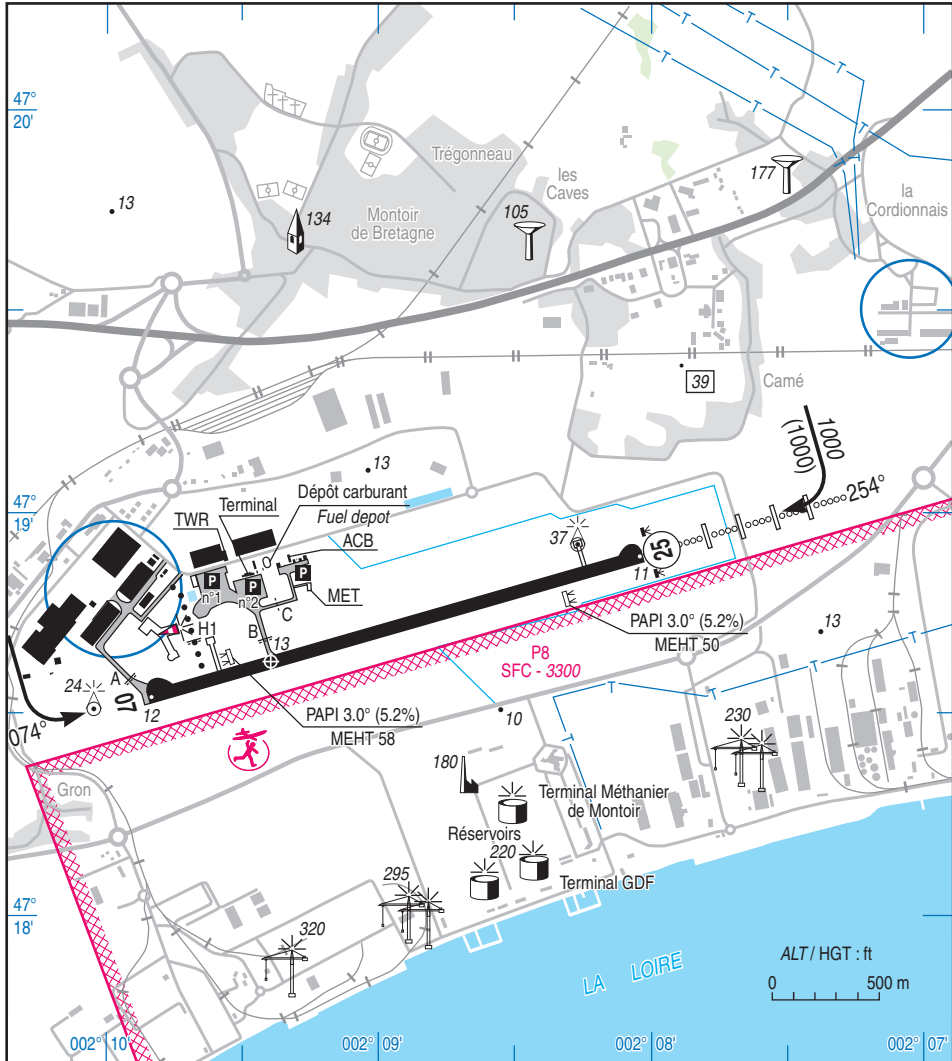 47°
20'
Trégonneau
les
Caves
177
la
Cordionnais
13
134
Montoir
de Bretagne
105
39
Camé
1000
(1000)
254°
47°
19'
13
Dépôt carburant
Fuel depot
Terminal
TWR
ACB
37
25
11
P
n°1
P
n°2
P
MET
C
H1
B
13
PAPI 3.0° (5.2%)
MEHT 50
13
P8
SFC - 3300
A
24
07
12
074°
PAPI 3.0° (5.2%)
MEHT 58
10
T
230
180
Gron
Terminal Méthanier
de Montoir
Réservoirs
220
Terminal GDF
295
47°
18'
320
LA LOIRE
ALT / HGT : ft
0 500 m
002° 10'
002° 09'
002° 08'
002° 07'